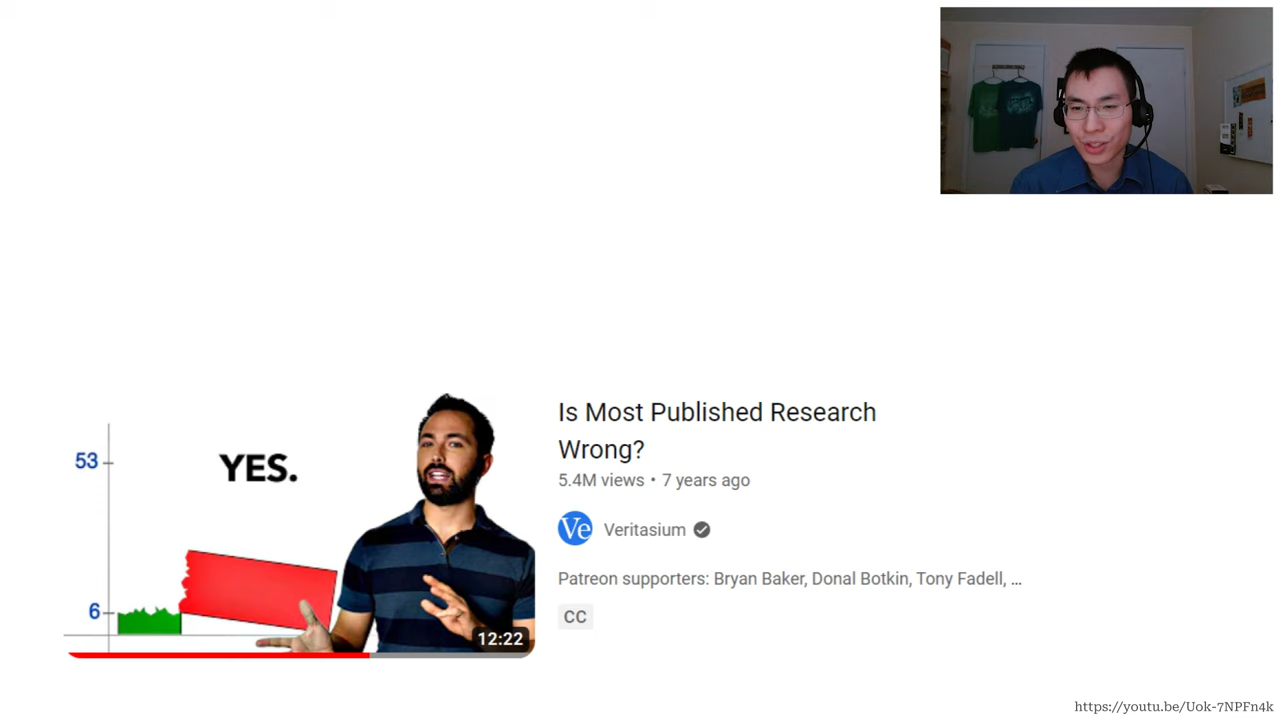 53
YES.
6
12:22
Is Most Published Research
Wrong?
5.4M views • 7 years ago
Ve Veritasium
Patreon supporters: Bryan Baker, Donal Botkin, Tony Fadell, ...
CC
https://youtu.be/Uok-7NPFn4k